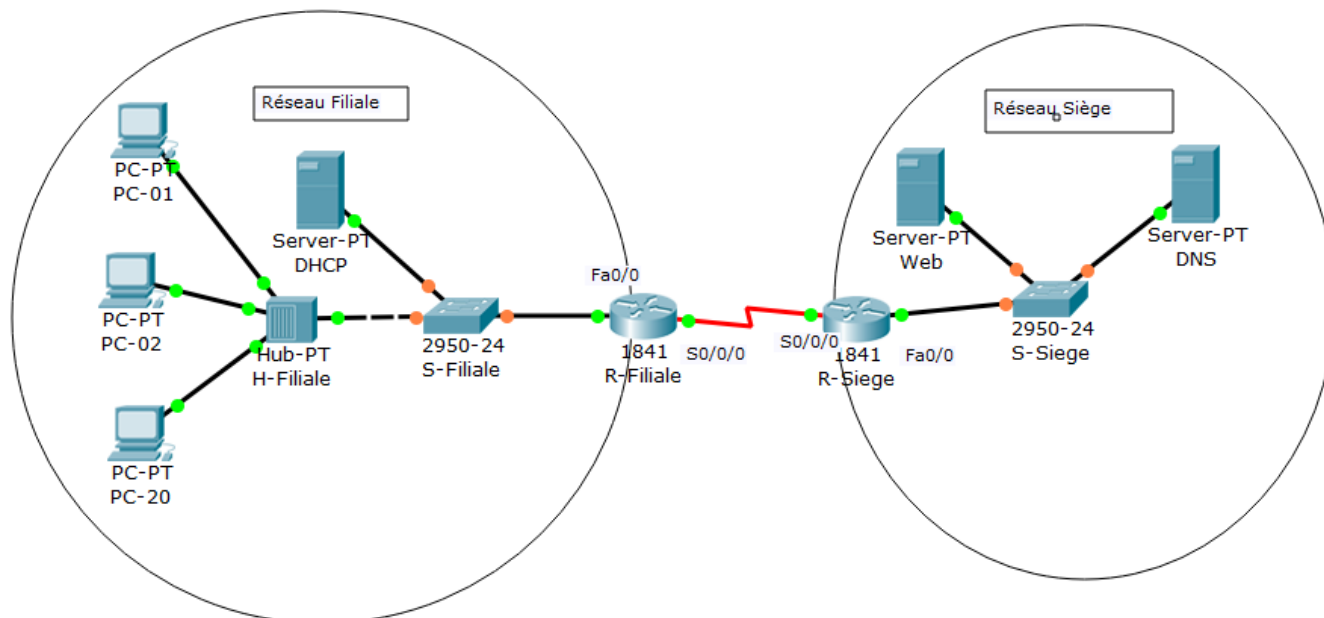 Réseau Filiale
Réseau Siège
PC-PT
PC-01
Server-PT
DHCP
Server-PT
Web
Server-PT
DNS
PC-PT
PC-02
Fa0/0
Hub-PT
H-Filiale
2950-24
S-Filiale
1841
R-Filiale
S0/0/0
S0/0/0
1841
R-Siege
Fa0/0
2950-24
S-Siege
PC-PT
PC-20